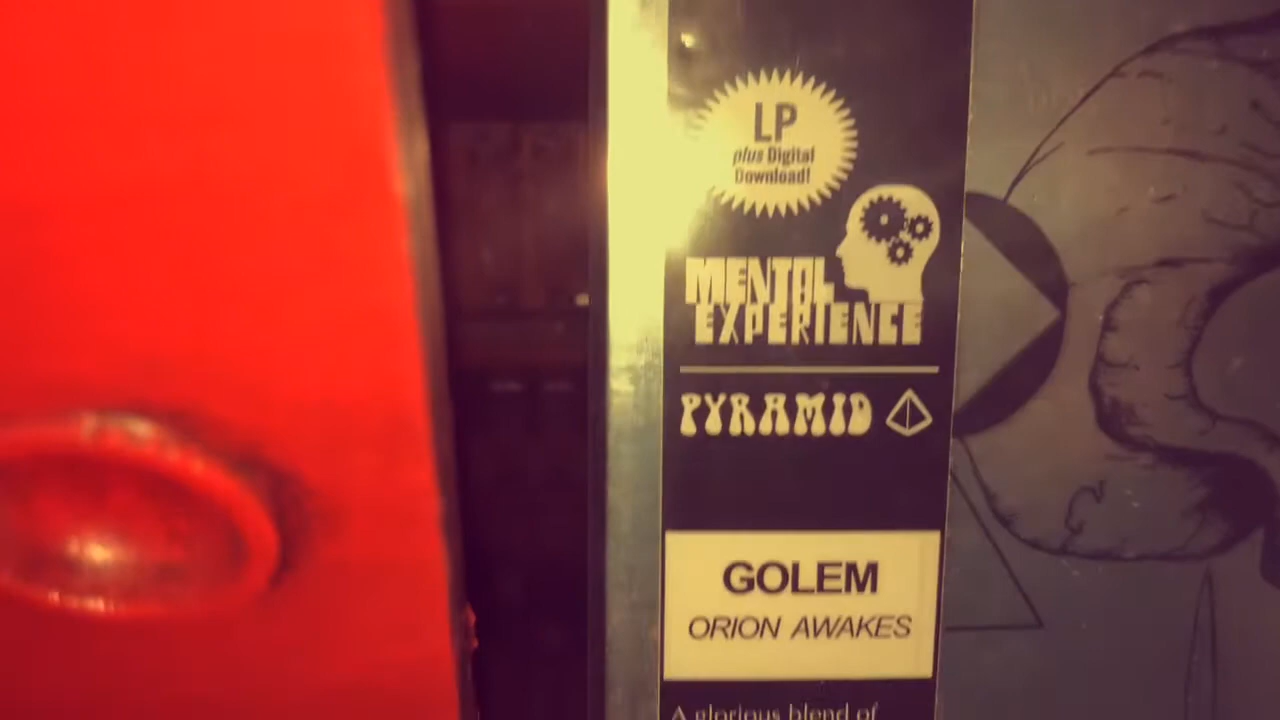 LP
plus Digital
Download!
MENTAL
EXPERIENCE
PYRAMID
GOLEM
ORION AWAKES
A glorious blend of